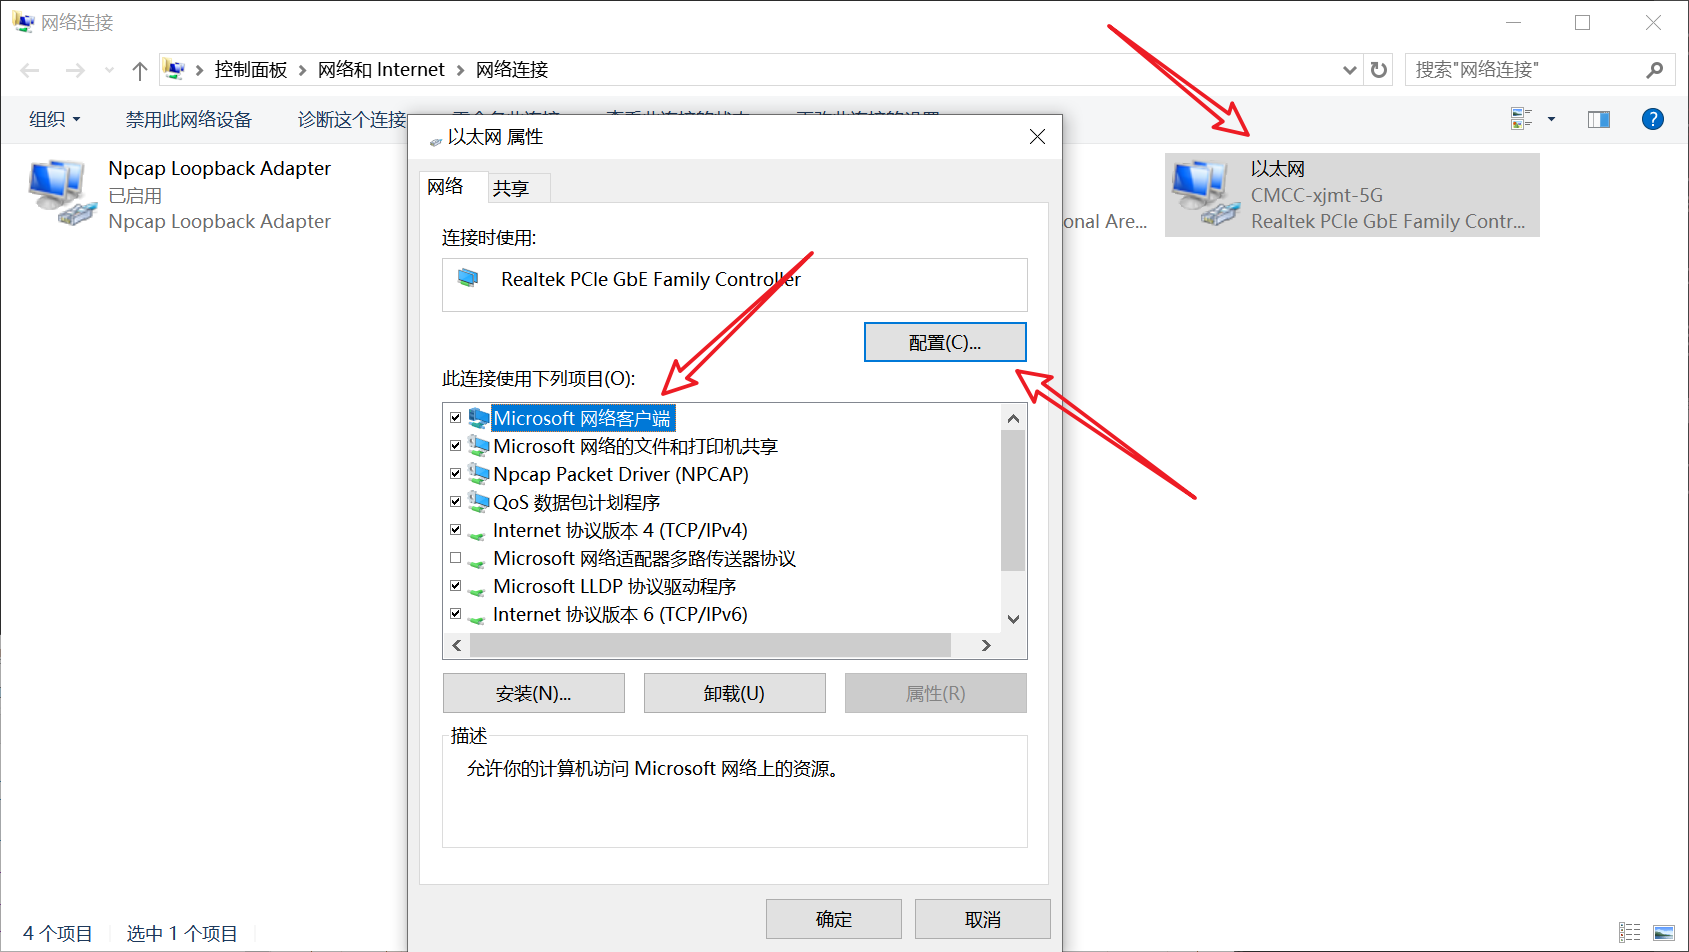 网络连接
控制面板
网络和 Internet
网络连接
搜索"网络连接"
组织
禁用此网络设备
诊断这个连接
Npcap Loopback Adapter
已启用
Npcap Loopback Adapter
onal Are...
以太网
CMCC-xjmt-5G
Realtek PCIe GbE Family Contr...
以太网 属性
网络
共享
连接时使用:
Realtek PCIe GbE Family Controller
配置(C)...
此连接使用下列项目(O):
Microsoft 网络客户端
Microsoft 网络的文件和打印机共享
Npcap Packet Driver (NPCAP)
QoS 数据包计划程序
Internet 协议版本 4 (TCP/IPv4)
Microsoft 网络适配器多路传送器协议
Microsoft LLDP 协议驱动程序
Internet 协议版本 6 (TCP/IPv6)
安装(N)...
卸载(U)
属性(R)
描述
允许你的计算机访问 Microsoft 网络上的资源。
确定
取消
4 个项目
选中 1 个项目